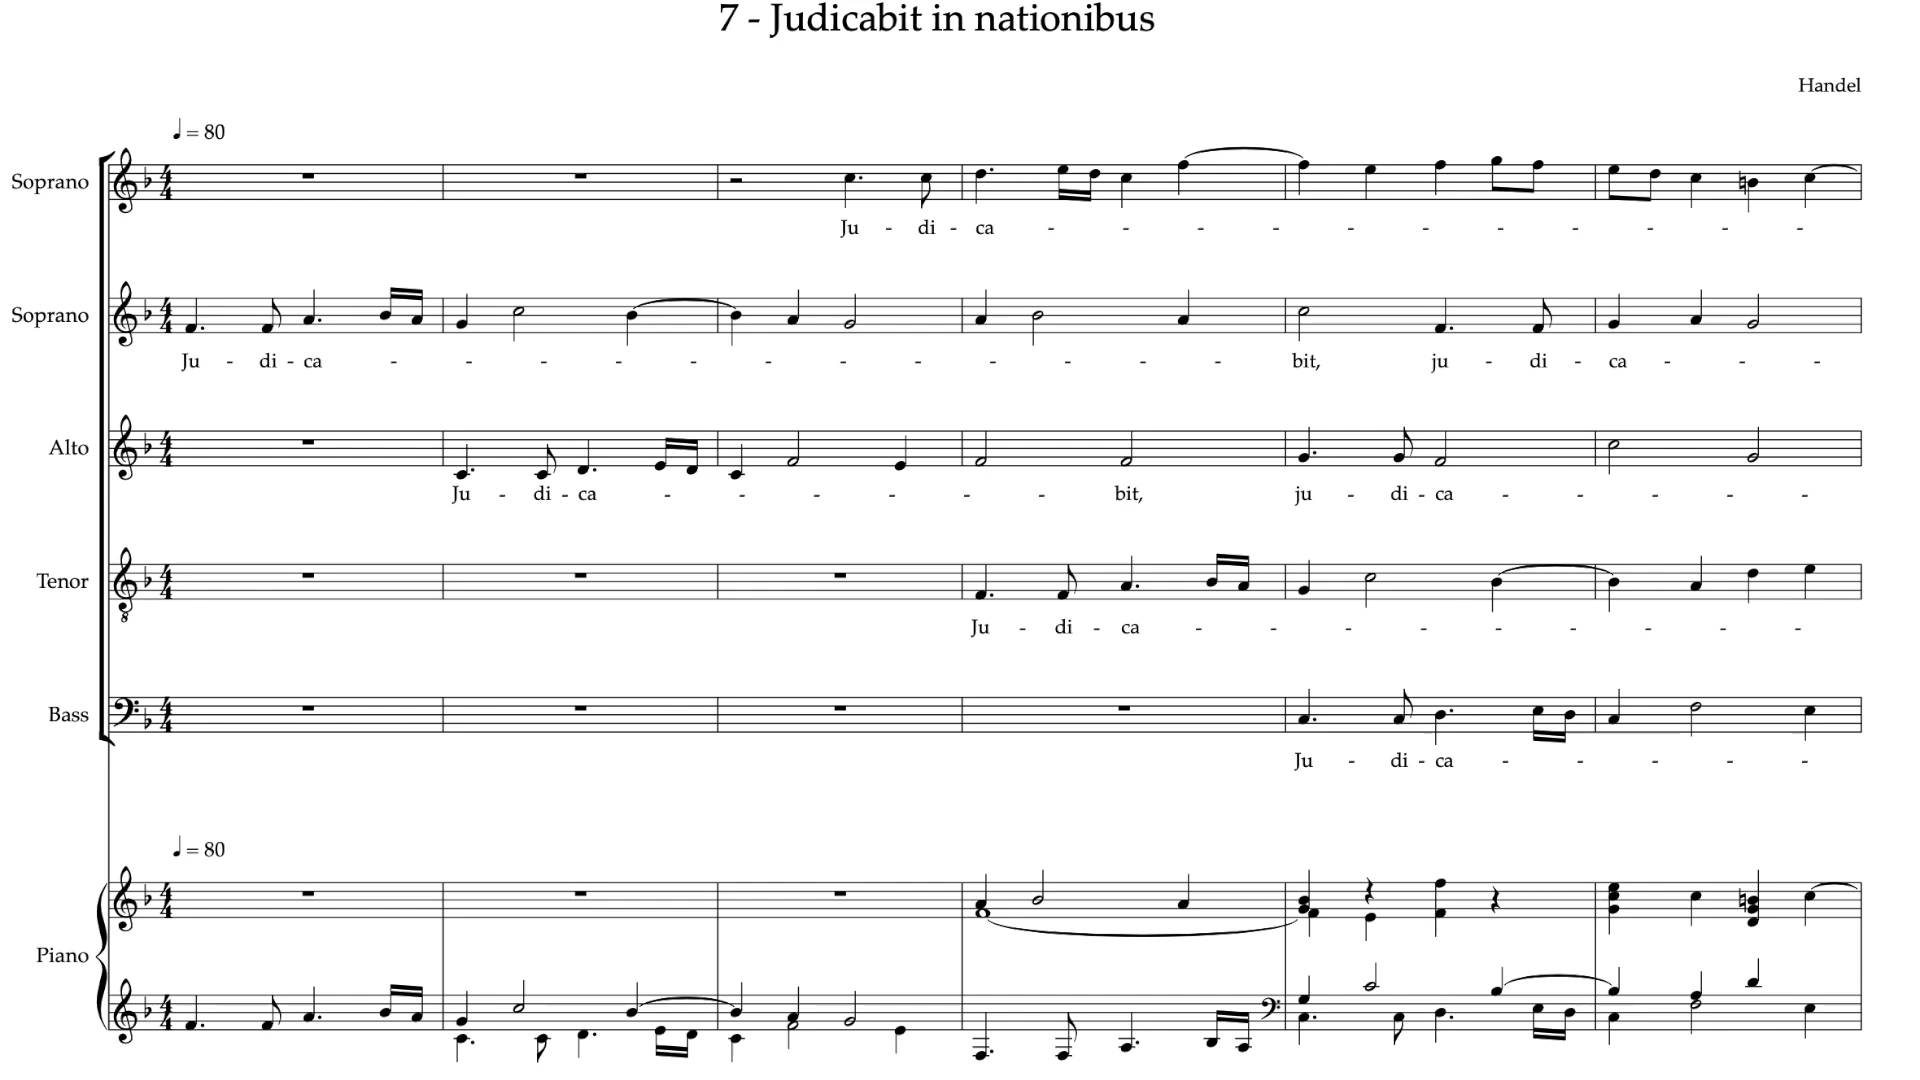 7 - Judicabit in nationibus
Handel
♩ = 80
Soprano
Ju - di - ca - - - - - - - - - - -
Soprano
Ju - di - ca - - - - - - - - - - - - - bit, ju - di - ca - - -
Alto
Ju - di - ca - - - - - - bit, ju - di - ca - - - - -
Tenor
8
Ju - di - ca - - - - - - - - -
Bass
Ju - di - ca - - - - -
♩ = 80
Piano